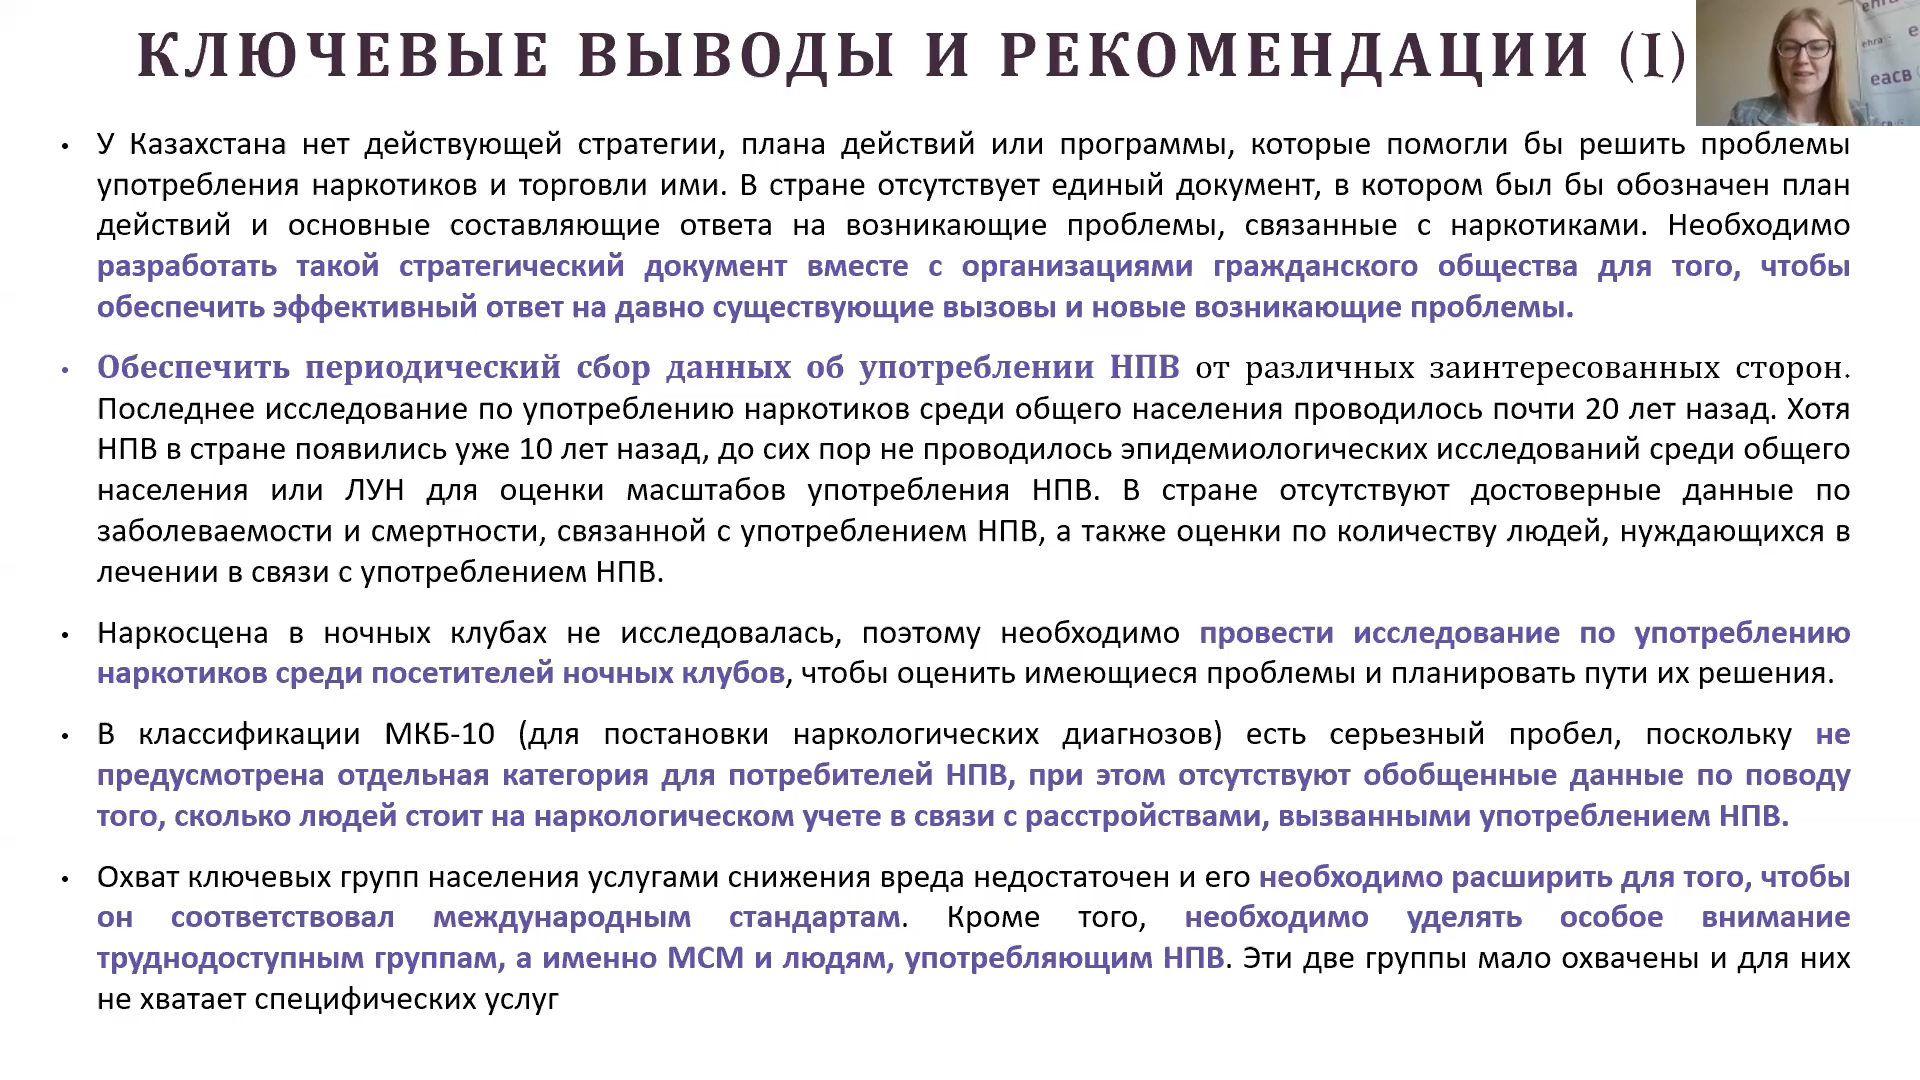 КЛЮЧЕВЫЕ ВЫВОДЫ И РЕКОМЕНДАЦИИ (I)
ehra
ehra
e
eacb
• У Казахстана нет действующей стратегии, плана действий или программы, которые помогли бы решить проблемы
употребления наркотиков и торговли ими. В стране отсутствует единый документ, в котором был бы обозначен план
действий и основные составляющие ответа на возникающие проблемы, связанные с наркотиками. Необходимо
разработать такой стратегический документ вместе с организациями гражданского общества для того, чтобы
обеспечить эффективный ответ на давно существующие вызовы и новые возникающие проблемы.
• Обеспечить периодический сбор данных об употреблении НПВ от различных заинтересованных сторон.
Последнее исследование по употреблению наркотиков среди общего населения проводилось почти 20 лет назад. Хотя
НПВ в стране появились уже 10 лет назад, до сих пор не проводилось эпидемиологических исследований среди общего
населения или ЛУН для оценки масштабов употребления НПВ. В стране отсутствуют достоверные данные по
заболеваемости и смертности, связанной с употреблением НПВ, а также оценки по количеству людей, нуждающихся в
лечении в связи с употреблением НПВ.
• Наркосцена в ночных клубах не исследовалась, поэтому необходимо провести исследование по употреблению
наркотиков среди посетителей ночных клубов, чтобы оценить имеющиеся проблемы и планировать пути их решения.
• В классификации МКБ-10 (для постановки наркологических диагнозов) есть серьезный пробел, поскольку не
предусмотрена отдельная категория для потребителей НПВ, при этом отсутствуют обобщенные данные по поводу
того, сколько людей стоит на наркологическом учете в связи с расстройствами, вызванными употреблением НПВ.
• Охват ключевых групп населения услугами снижения вреда недостаточен и его необходимо расширить для того, чтобы
он соответствовал международным стандартам. Кроме того, необходимо уделять особое внимание
труднодоступным группам, а именно МСМ и людям, употребляющим НПВ. Эти две группы мало охвачены и для них
не хватает специфических услуг